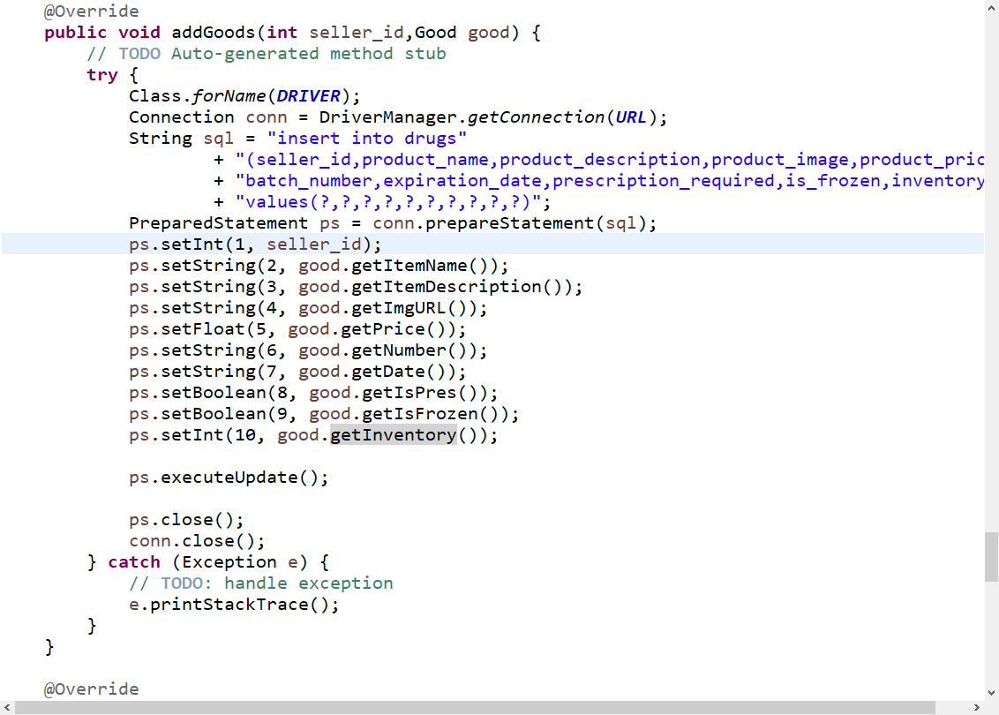 @Override
public void addGoods(int seller_id,Good good) {
// TODO Auto-generated method stub
try {
Class.forName(DRIVER);
Connection conn = DriverManager.getConnection(URL);
String sql = "insert into drugs"
+ "(seller_id,product_name,product_description,product_image,product_pric
+ "batch_number,expiration_date,prescription_required,is_frozen,inventory
+ "values(?,?,?,?,?,?,?,?,?,?)";
PreparedStatement ps = conn.prepareStatement(sql);
ps.setInt(1, seller_id);
ps.setString(2, good.getItemName());
ps.setString(3, good.getItemDescription());
ps.setString(4, good.getImgURL());
ps.setFloat(5, good.getPrice());
ps.setString(6, good.getNumber());
ps.setString(7, good.getDate());
ps.setBoolean(8, good.getIsPres());
ps.setBoolean(9, good.getIsFrozen());
ps.setInt(10, good.getInventory());
ps.executeUpdate();
ps.close();
conn.close();
} catch (Exception e) {
// TODO: handle exception
e.printStackTrace();
}
}
@Override